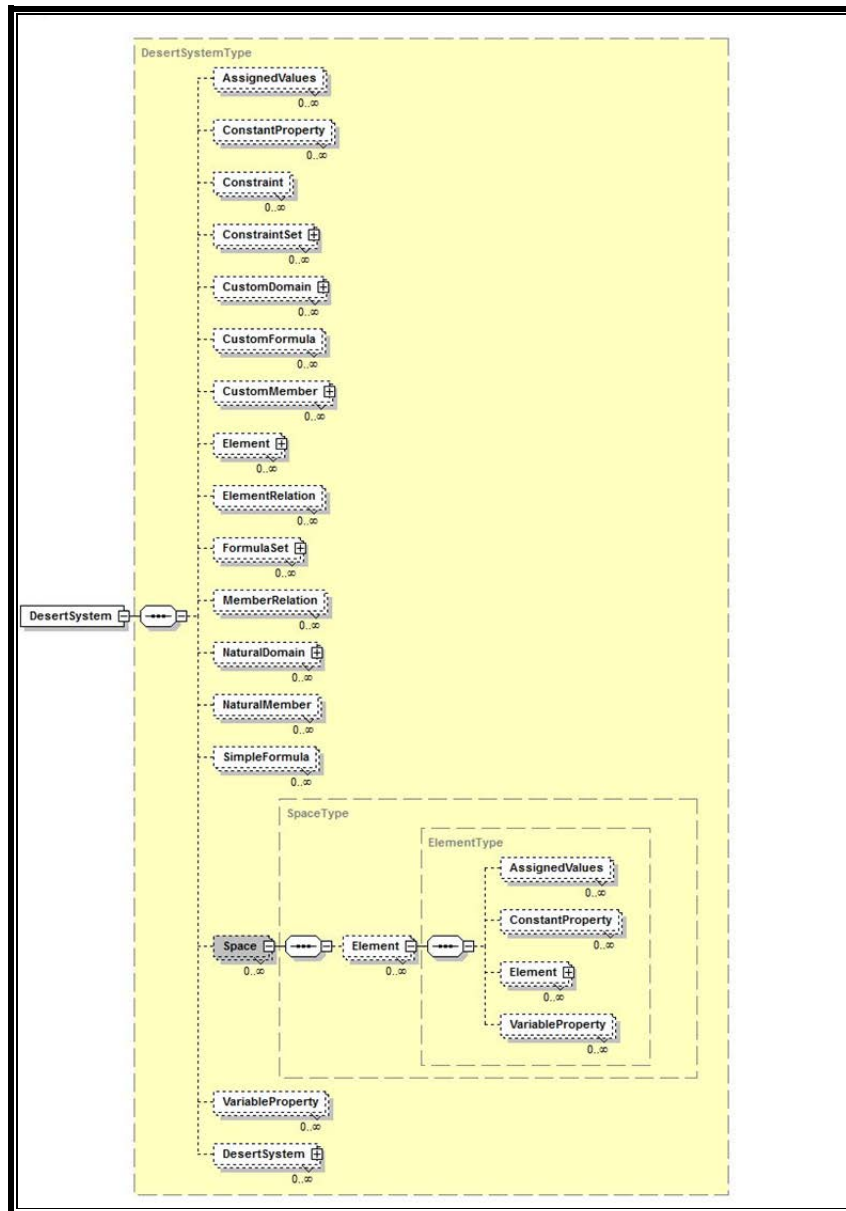 DesertSystemType
AssignedValues
0..∞
ConstantProperty
0..∞
Constraint
0..∞
ConstraintSet
0..∞
CustomDomain
0..∞
CustomFormula
0..∞
CustomMember
0..∞
Element
0..∞
ElementRelation
0..∞
FormulaSet
0..∞
MemberRelation
0..∞
DesertSystem
NaturalDomain
0..∞
NaturalMember
0..∞
SimpleFormula
0..∞
SpaceType
ElementType
AssignedValues
0..∞
ConstantProperty
0..∞
Space
0..∞
Element
0..∞
Element
0..∞
VariableProperty
0..∞
VariableProperty
0..∞
DesertSystem
0..∞